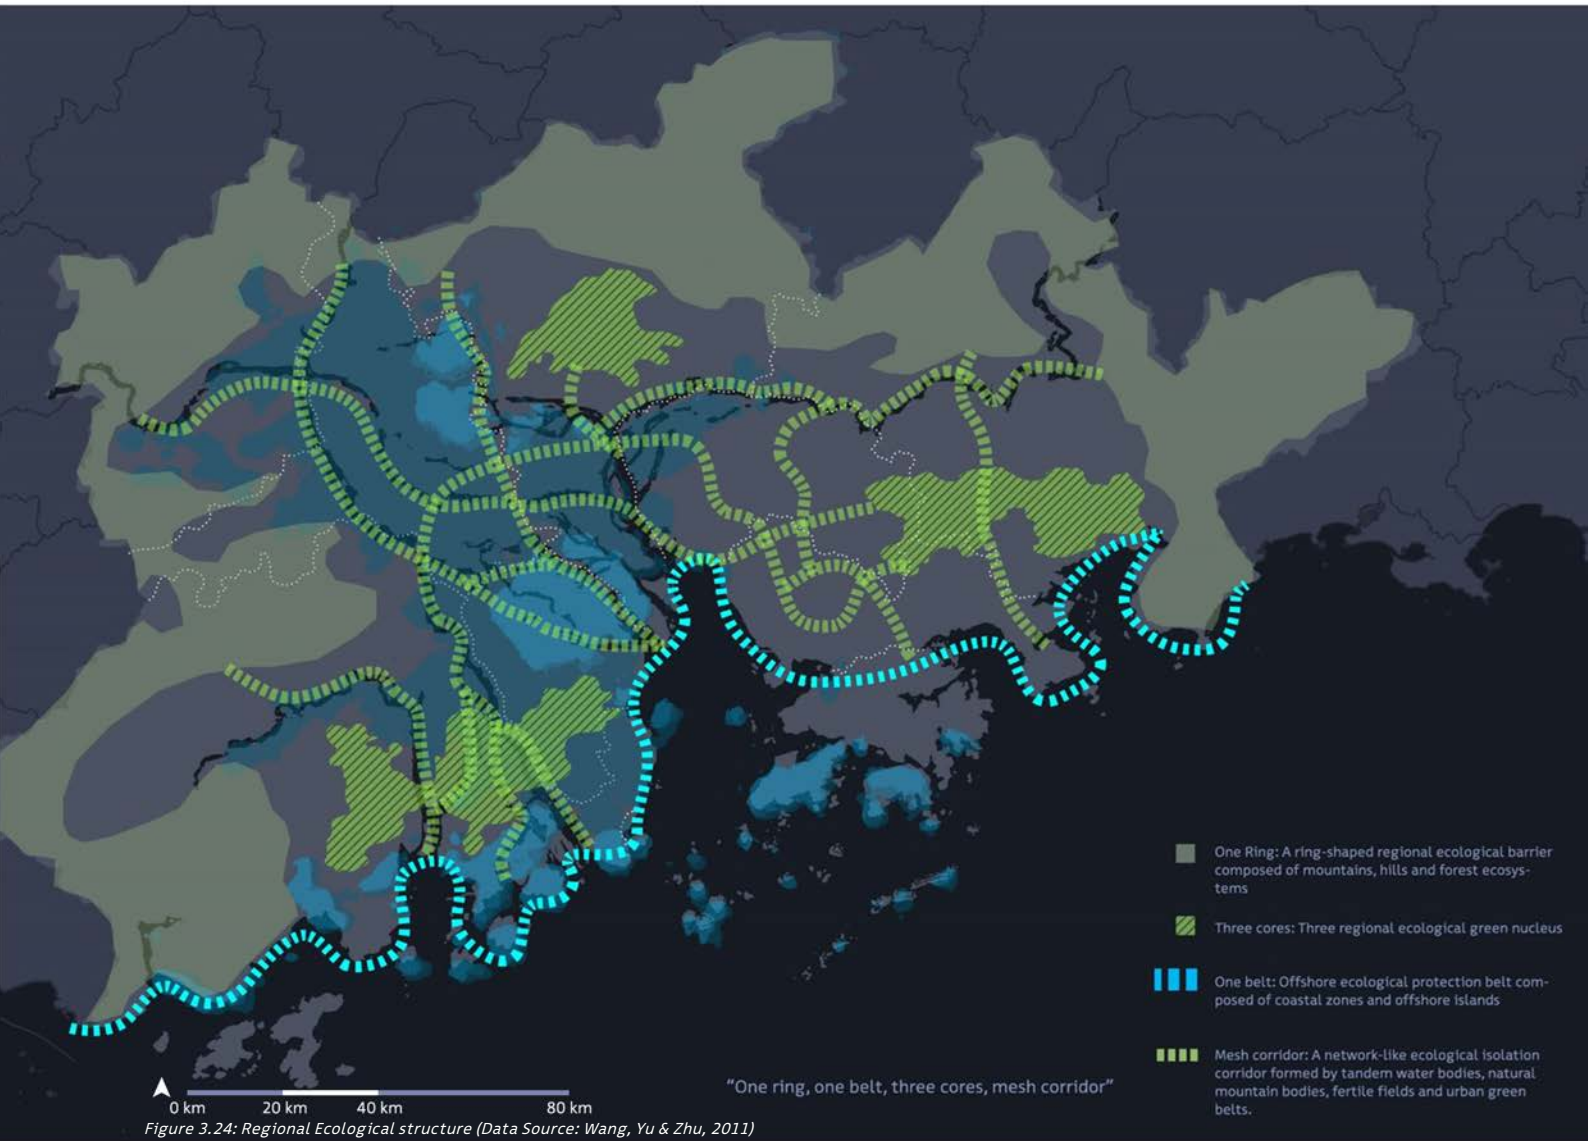 One Ring: A ring-shaped regional ecological barrier
composed of mountains, hills and forest ecosys-
tems
Three cores: Three regional ecological green nucleus
One belt: Offshore ecological protection belt com-
posed of coastal zones and offshore islands
Mesh corridor: A network-like ecological isolation
corridor formed by tandem water bodies, natural
mountain bodies, fertile fields and urban green
belts.
“One ring, one belt, three cores, mesh corridor”
0 km 20 km 40 km 80 km
Figure 3.24: Regional Ecological structure (Data Source: Wang, Yu & Zhu, 2011)